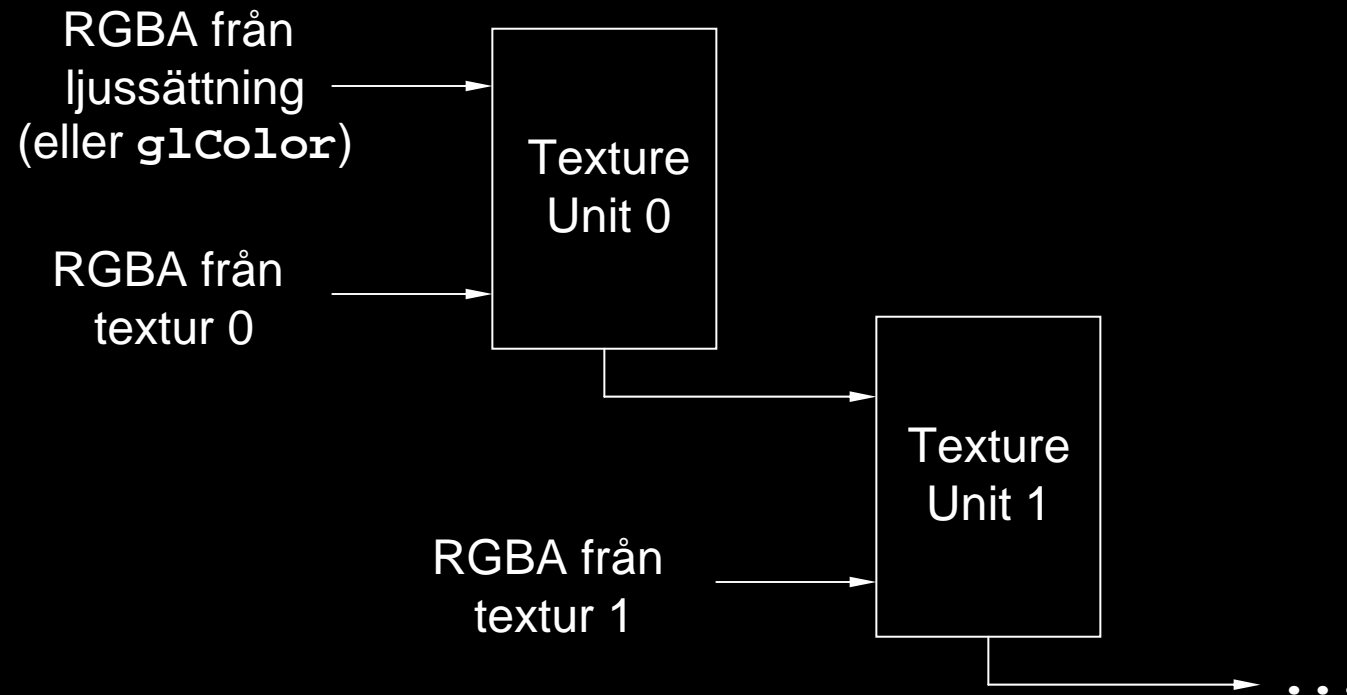 RGBA från
ljussättning
(eller glColor)
Texture
Unit 0
RGBA från
textur 0
Texture
Unit 1
RGBA från
textur 1
...